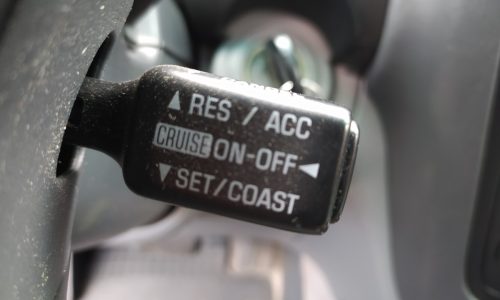 ▲ RES / ACC
CRUISE ON-OFF ◄
▼ SET/COAST